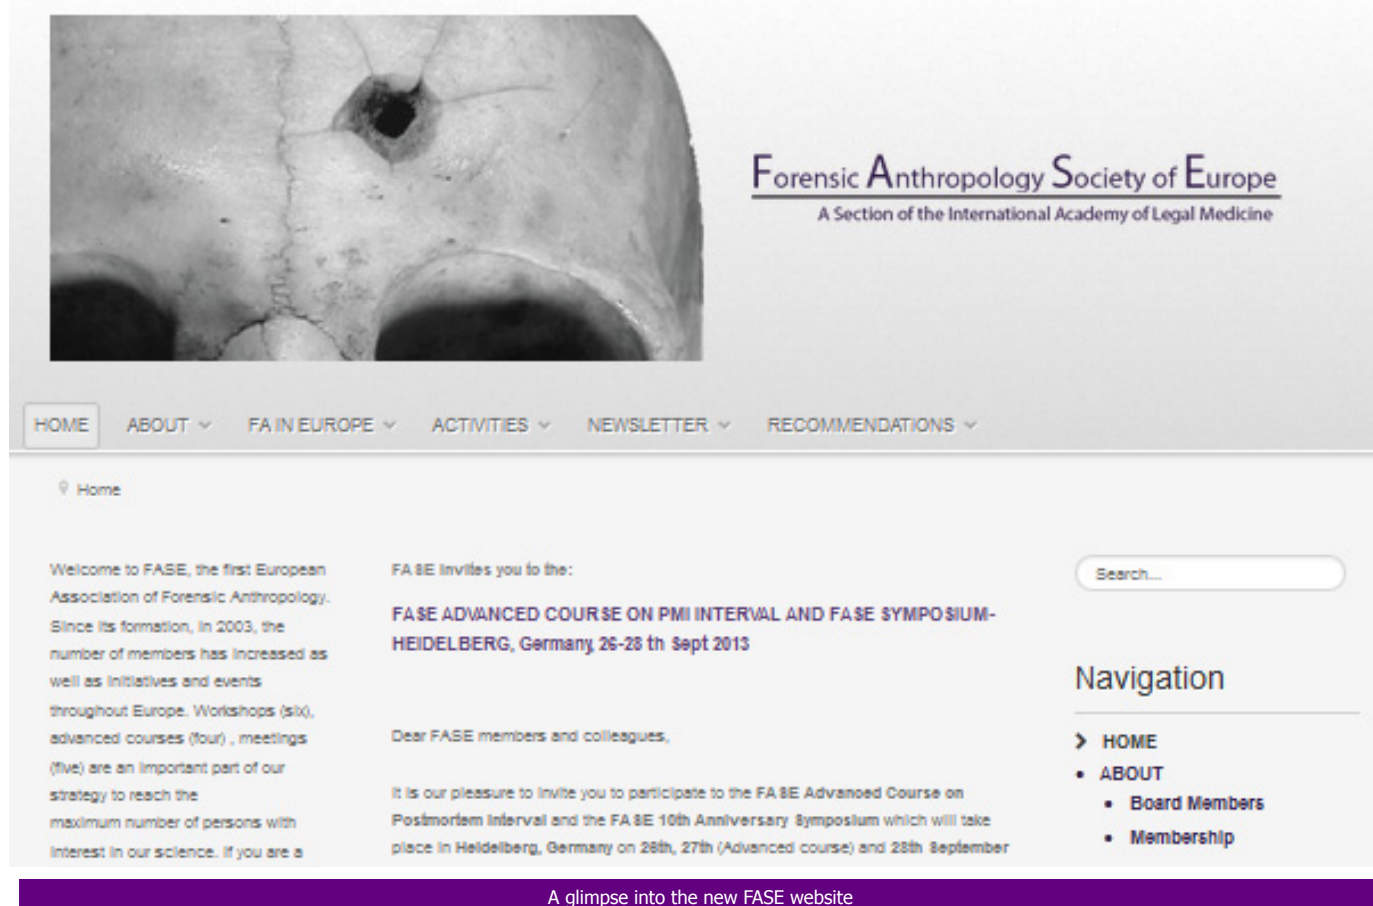 Forensic Anthropology Society of Europe
A Section of the International Academy of Legal Medicine
HOME
ABOUT
FA IN EUROPE
ACTIVITIES
NEWSLETTER
RECOMMENDATIONS
Home
Welcome to FASE, the first European
Association of Forensic Anthropology.
Since its formation, in 2003, the
number of members has increased as
well as initiatives and events
throughout Europe. Workshops (six),
advanced courses (four) , meetings
(five) are an important part of our
strategy to reach the
maximum number of persons with
interest in our science. If you are a
FASE invites you to the:
FASE ADVANCED COURSE ON PMI INTERVAL AND FASE SYMPOSIUM-
HEIDELBERG, Germany, 26-28 th Sept 2013
Dear FASE members and colleagues,
It is our pleasure to invite you to participate to the FASE Advanced Course on
Postmortem Interval and the FASE 10th Anniversary Symposium which will take
place in Heidelberg, Germany on 26th, 27th (Advanced course) and 28th September
Search...
Navigation
HOME
ABOUT
Board Members
Membership
A glimpse into the new FASE website